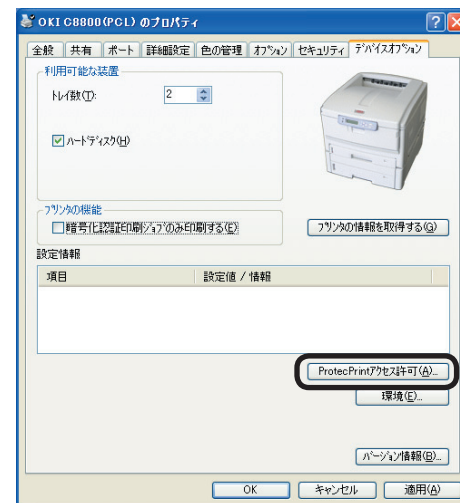 OKI C8800(PCL) のプロパティ
全般 共有 ポート 詳細設定 色の管理 オプション セキュリティ デバイスオプション
利用可能な装置
トレイ数(T): 2
ハードディスク(H)
プリンタの機能
暗号化認証印刷ジョブのみ印刷する(E)
プリンタの情報を取得する(G)
設定情報
項目 設定値 / 情報
ProtecPrintアクセス許可(A)...
環境(E)...
バージョン情報(B)...
OK キャンセル 適用(A)